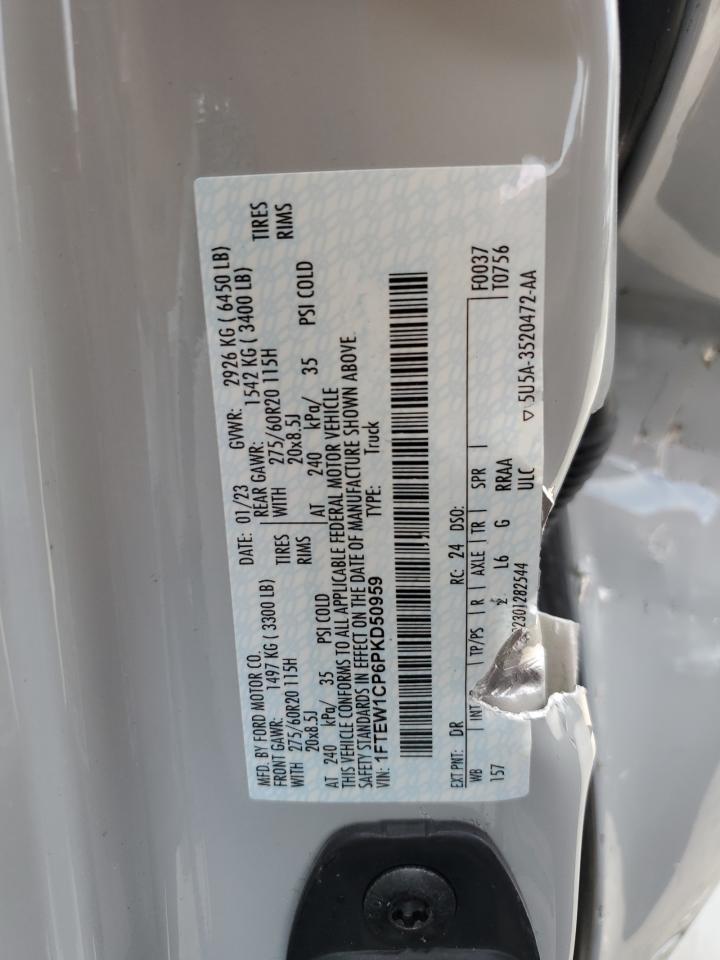 MFD. BY FORD MOTOR CO. DATE: 01/23 GVWR: 2926 KG ( 6450 LB)
FRONT GAWR: 1497 KG ( 3300 LB) REAR GAWR: 1542 KG ( 3400 LB)
WITH 275/60R20 115H TIRES WITH 275/60R20 115H TIRES
20x8.5J RIMS 20x8.5J RIMS
AT 240 kPa/ 35 PSI COLD AT 240 kPa/ 35 PSI COLD
THIS VEHICLE CONFORMS TO ALL APPLICABLE FEDERAL MOTOR VEHICLE
SAFETY STANDARDS IN EFFECT ON THE DATE OF MANUFACTURE SHOWN ABOVE.
VIN: 1FTEW1CP6PKD50959 TYPE: Truck
EXT PNT: DR RC: 24 DSO: F0037
WB INT TP/PS R AXLE TR SPR T0756
157 L6 G RRAA
2301282544 ULC 5U5A-3520472-AA